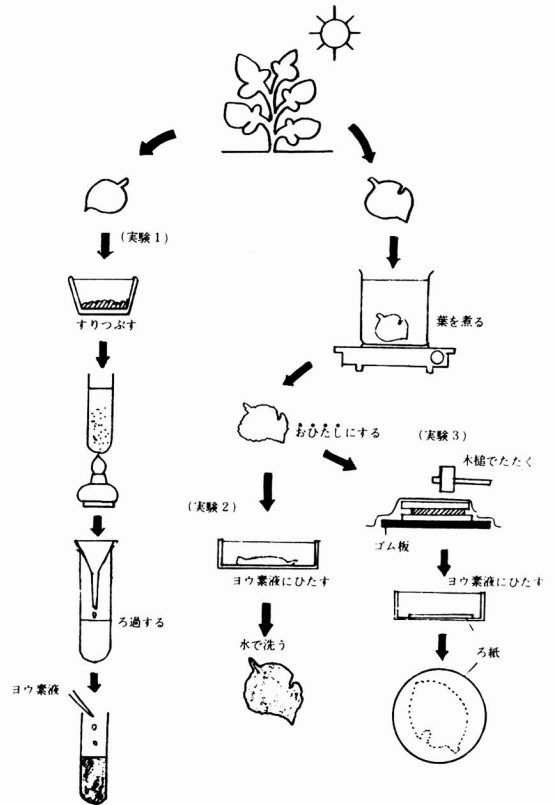 (実験1)
すりつぶす
ろ過する
ヨウ素液
葉を煮る
おひたしにする
(実験2)
ヨウ素液にひたす
水で洗う
(実験3)
木槌でたたく
ゴム板
ヨウ素液にひたす
ろ紙